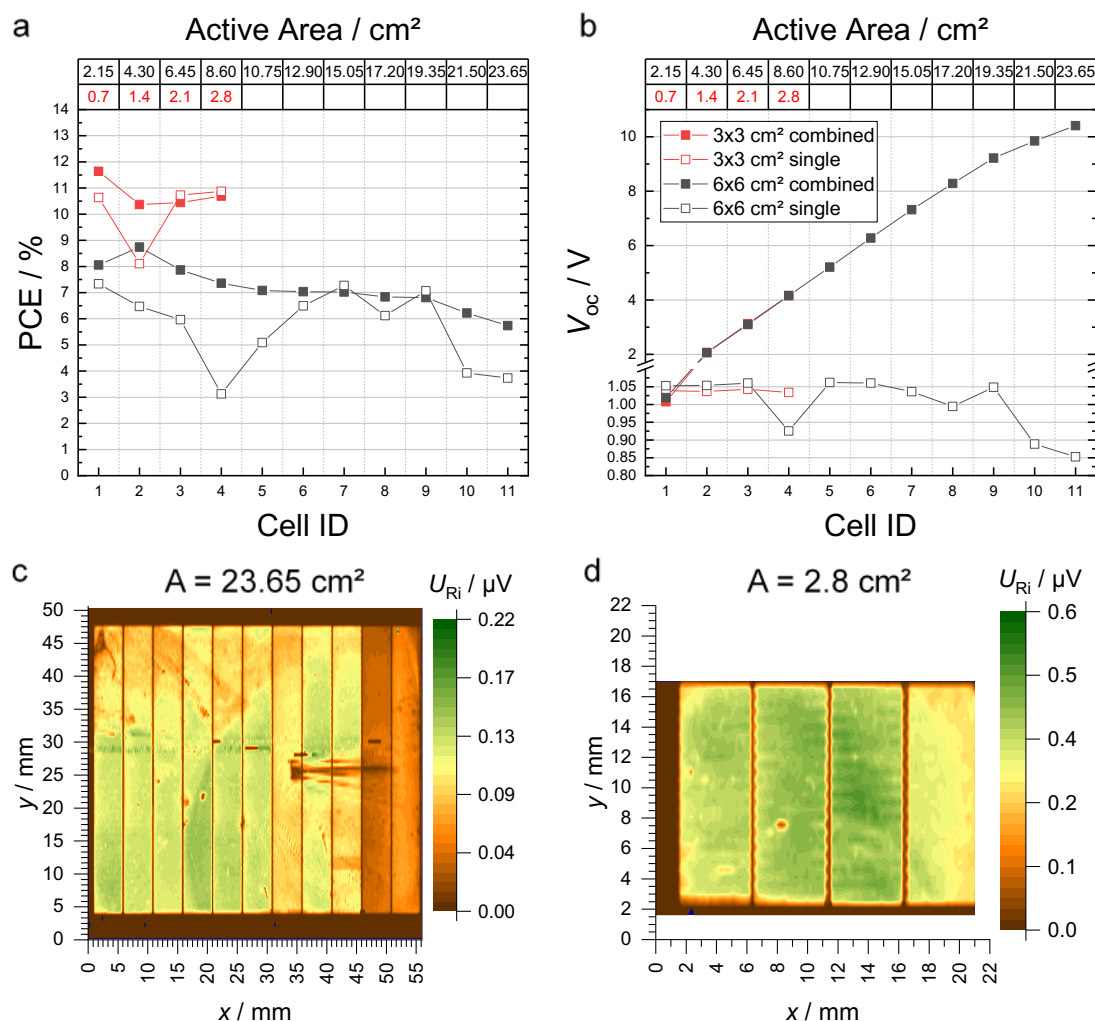 a
Active Area / cm²
2.15 4.30 6.45 8.60 10.75 12.90 15.05 17.20 19.35 21.50 23.65
0.7 1.4 2.1 2.8
14
13
12
11
10
9
8
7
6
5
4
3
2
1
0
PCE / %
1 2 3 4 5 6 7 8 9 10 11
Cell ID
b
Active Area / cm²
2.15 4.30 6.45 8.60 10.75 12.90 15.05 17.20 19.35 21.50 23.65
0.7 1.4 2.1 2.8
3x3 cm² combined
3x3 cm² single
6x6 cm² combined
6x6 cm² single
10
8
6
4
2
1.05
1.00
0.95
0.90
0.85
0.80
Voc / V
1 2 3 4 5 6 7 8 9 10 11
Cell ID
c
A = 23.65 cm²
URi / µV
50
45
40
35
30
25
20
15
10
5
0
y / mm
0 5 10 15 20 25 30 35 40 45 50 55
x / mm
0.22
0.17
0.13
0.09
0.04
0.00
d
A = 2.8 cm²
URi / µV
22
20
18
16
14
12
10
8
6
4
2
0
y / mm
0 2 4 6 8 10 12 14 16 18 20 22
x / mm
0.6
0.5
0.4
0.2
0.1
0.0